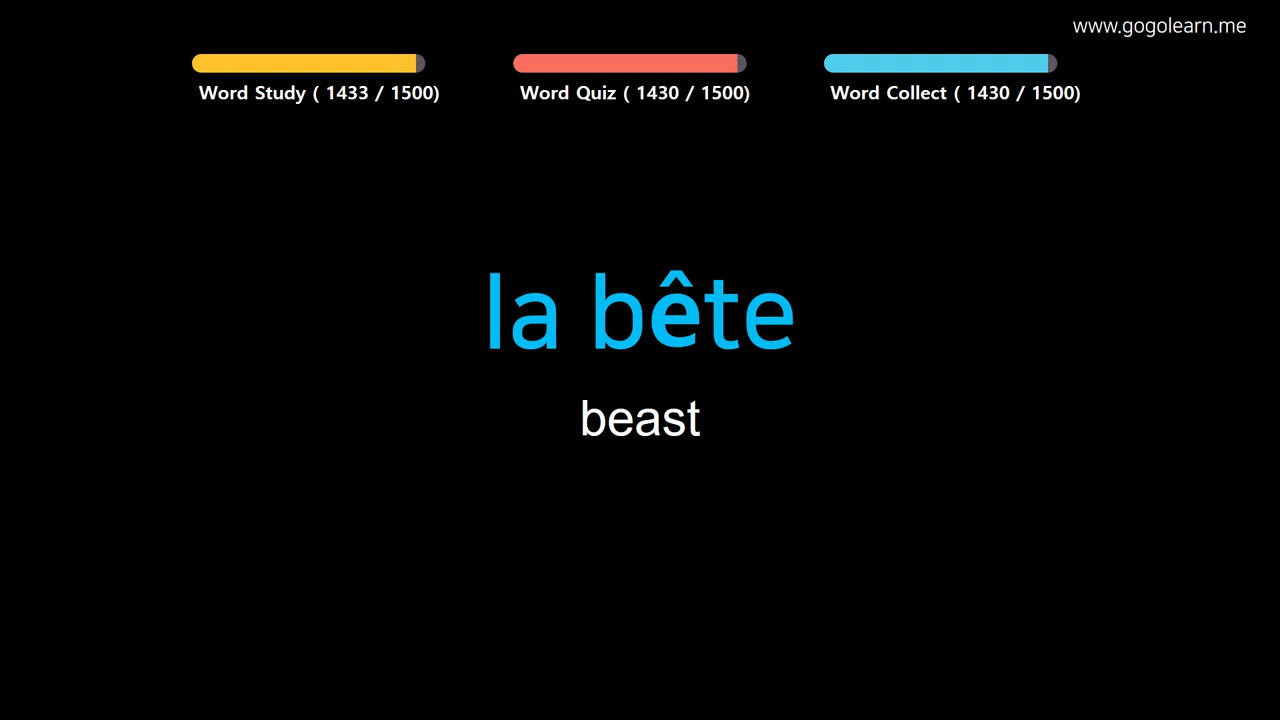 www.gogolearn.me
Word Study ( 1433 / 1500)
Word Quiz ( 1430 / 1500)
Word Collect ( 1430 / 1500)
la bête
beast